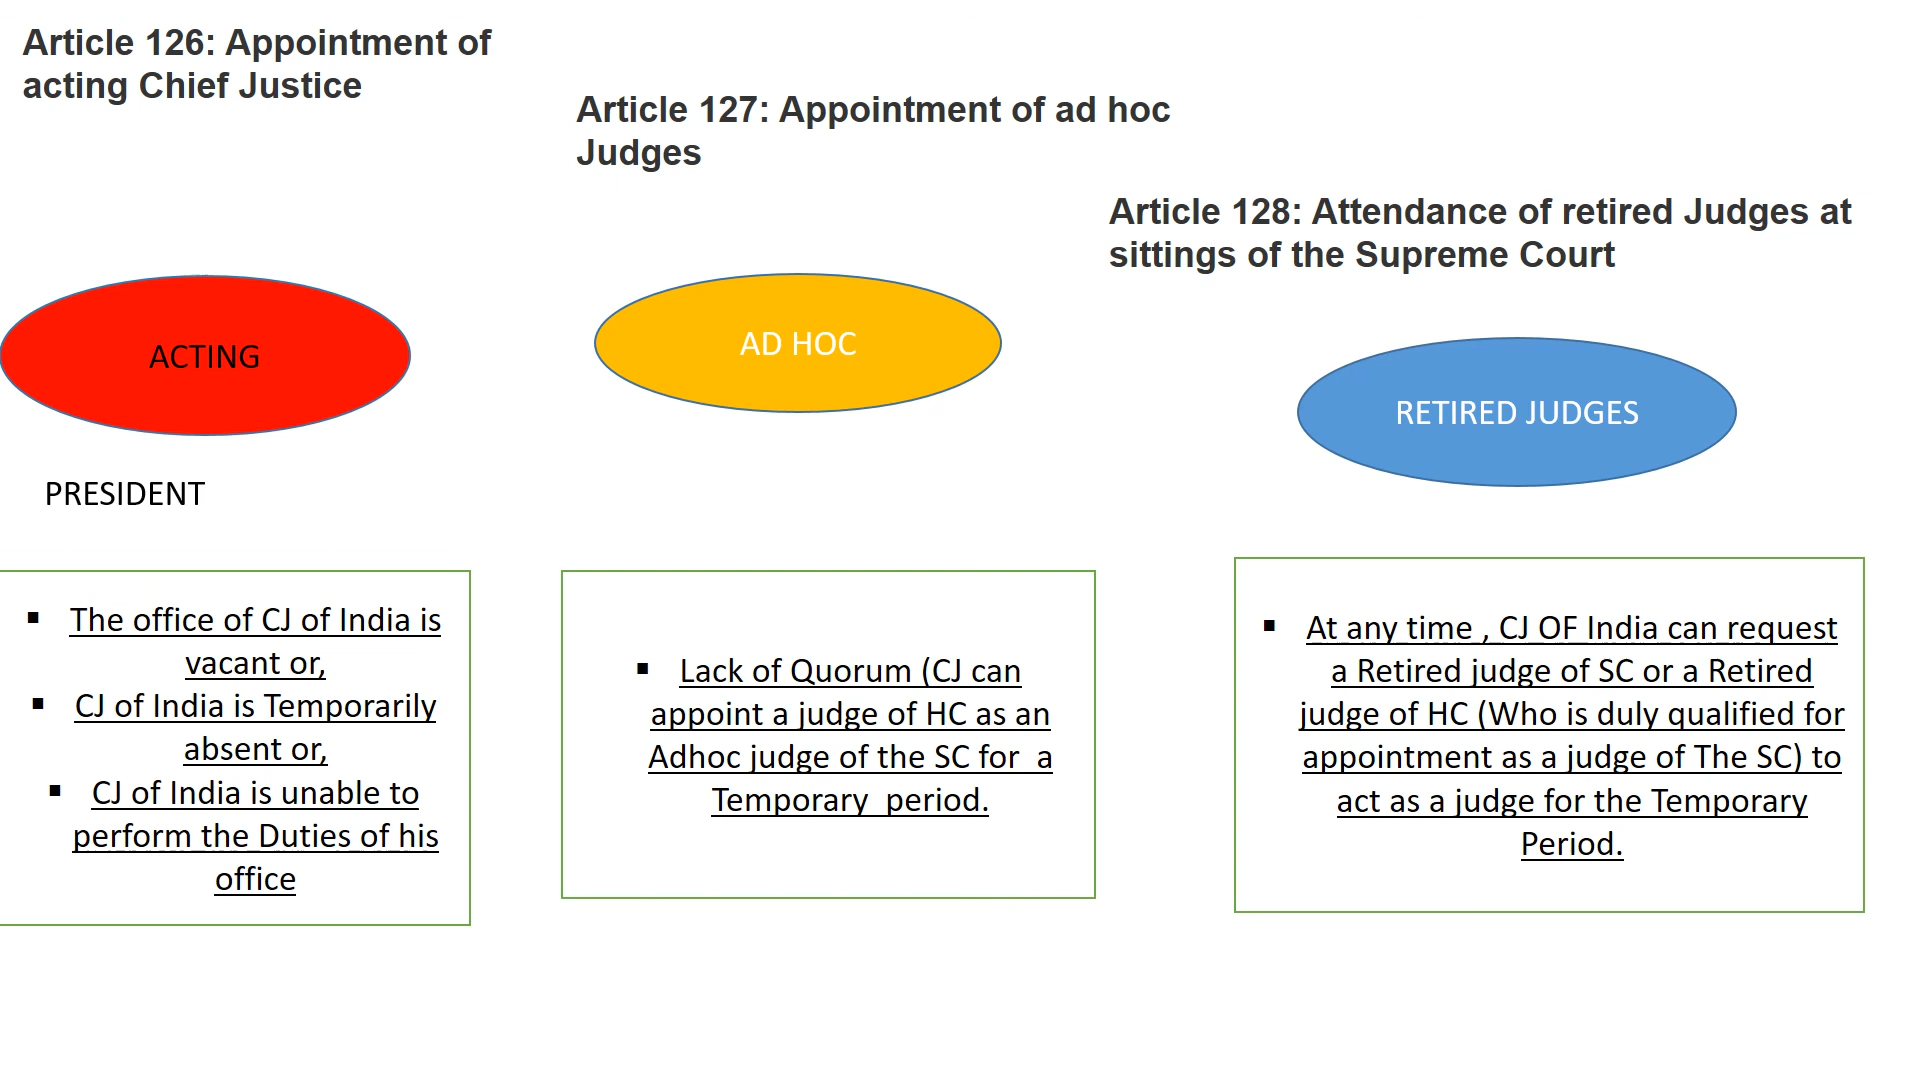 Article 126: Appointment of
acting Chief Justice
Article 127: Appointment of ad hoc
Judges
Article 128: Attendance of retired Judges at
sittings of the Supreme Court
ACTING
AD HOC
RETIRED JUDGES
PRESIDENT
▪ The office of CJ of India is
vacant or,
▪ CJ of India is Temporarily
absent or,
▪ CJ of India is unable to
perform the Duties of his
office
▪ Lack of Quorum (CJ can
appoint a judge of HC as an
Adhoc judge of the SC for  a
Temporary  period.
▪ At any time , CJ OF India can request
a Retired judge of SC or a Retired
judge of HC (Who is duly qualified for
appointment as a judge of The SC) to
act as a judge for the Temporary
Period.